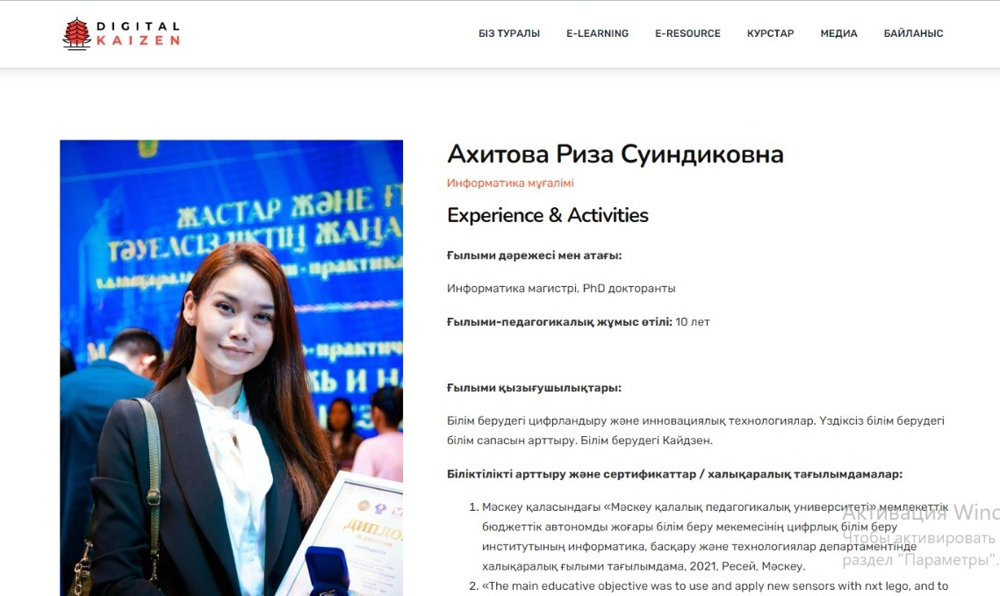 DIGITAL
KAIZEN
БІЗ ТУРАЛЫ
E-LEARNING
E-RESOURCE
КУРСТАР
МЕДИА
БАЙЛАНЫС
ЖАСТАР ЖӘНЕ
ТӘУЕЛСІЗДІКТІҢ ЖАҢА
практика
-практич
Ь И Н
ДИПЛО
Ахитова Риза Суиндиковна
Информатика мұғалімі
Experience & Activities
Ғылыми дәрежесі мен атағы:
Информатика магистрі, PhD докторанты
Ғылыми-педагогикалық жұмыс өтілі: 10 лет
Ғылыми қызығушылықтары:
Білім берудегі цифрландыру және инновациялық технологиялар. Үздіксіз білім берудегі
білім сапасын арттыру. Білім берудегі Кайдзен.
Біліктілікті арттыру және сертификаттар / халықаралық тағылымдамалар:
1. Мәскеу қаласындағы «Мәскеу қалалық педагогикалық университеті» мемлекеттік
бюджеттік автономды жоғары білім беру мекемесінің цифрлық білім беру
институтының информатика, басқару және технологиялар департаментінде
халықаралық ғылыми тағылымдама, 2021, Ресей, Мәскеу.
2. «The main educative objective was to use and apply new sensors with nxt lego, and to
Активация Winc
Чтобы активировать
раздел "Параметры".